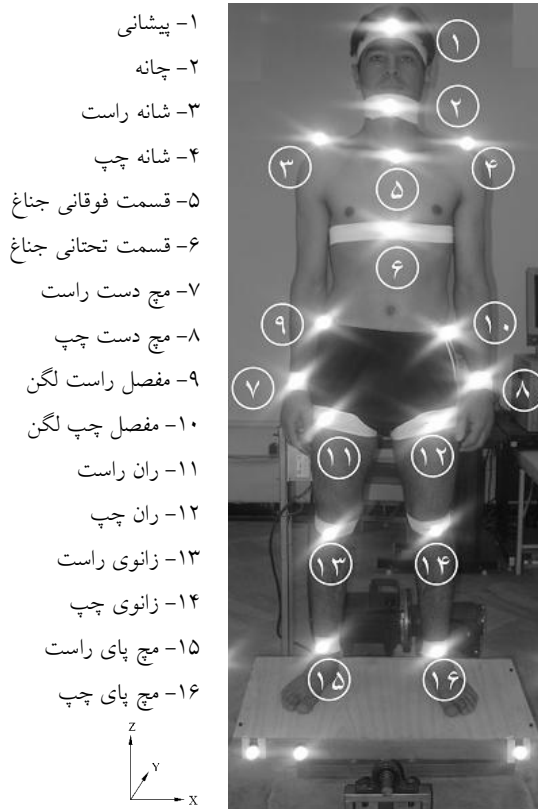 ۱- پیشانی
۲- چانه
۳- شانه راست
۴- شانه چپ
۵- قسمت فوقانی جناغ
۶- قسمت تحتانی جناغ
۷- مچ دست راست
۸- مچ دست چپ
۹- مفصل راست لگن
۱۰- مفصل چپ لگن
۱۱- ران راست
۱۲- ران چپ
۱۳- زانوی راست
۱۴- زانوی چپ
۱۵- مچ پای راست
۱۶- مچ پای چپ
Z
Y
X
۱
۲
۳
۴
۵
۶
۹
۱۰
۷
۸
۱۱
۱۲
۱۳
۱۴
۱۵
۱۶